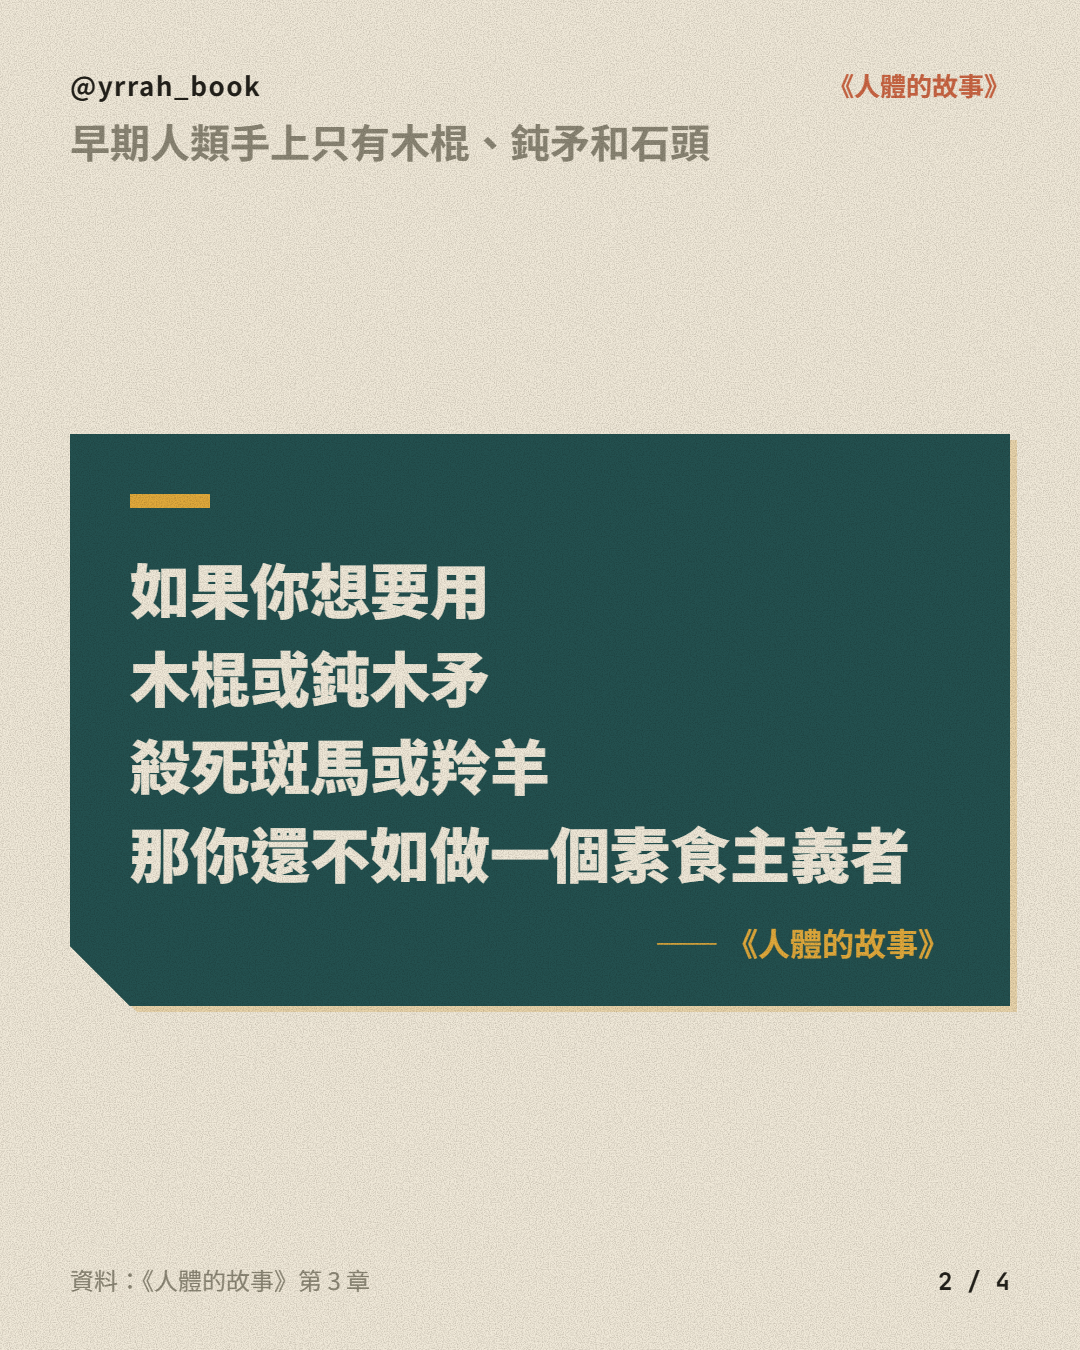 @yrrah_book
《人體的故事》
早期人類手上只有木棍、鈍矛和石頭
如果你想要用
木棍或鈍木矛
殺死斑馬或羚羊
那你還不如做一個素食主義者
——《人體的故事》
資料：《人體的故事》第 3 章
2 / 4